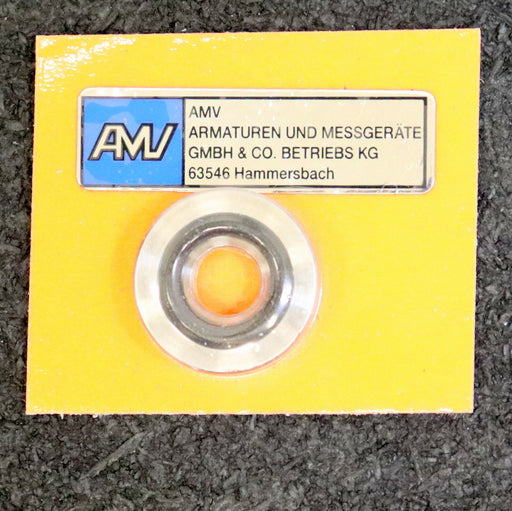 AMV
AMV
ARMATUREN UND MESSGERÄTE
GMBH & CO. BETRIEBS KG
63546 Hammersbach